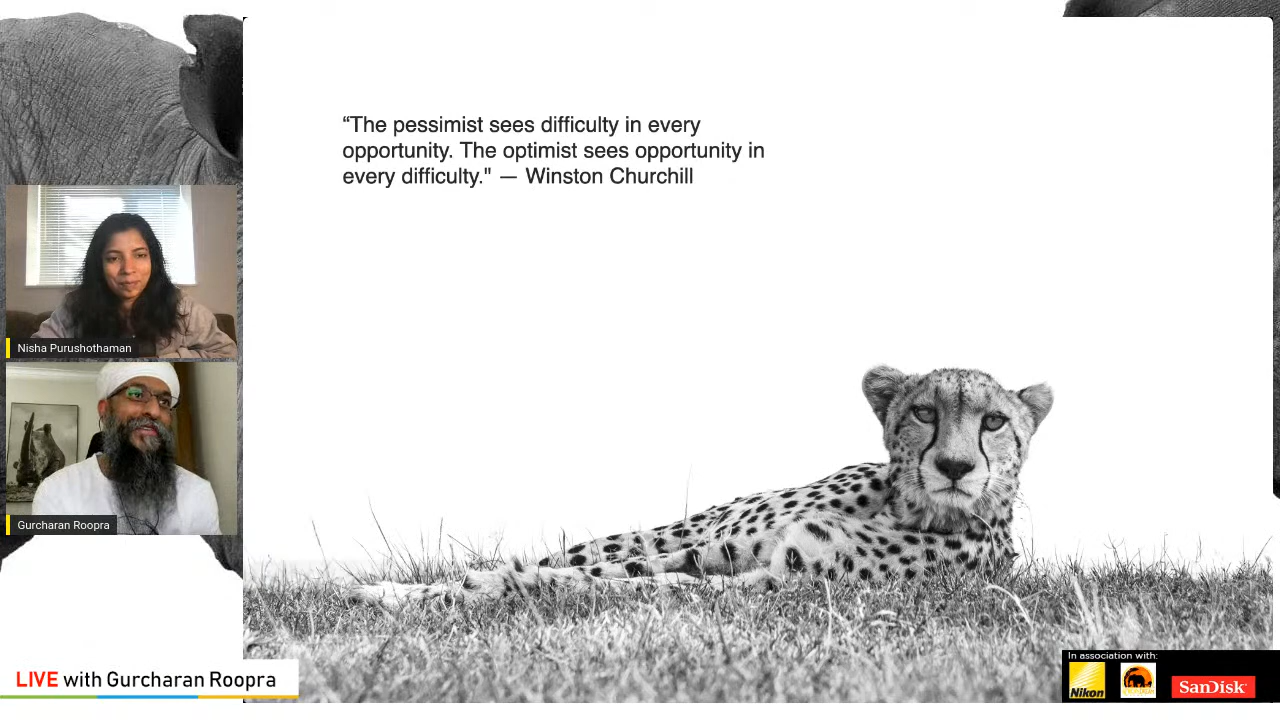 “The pessimist sees difficulty in every
opportunity. The optimist sees opportunity in
every difficulty." — Winston Churchill
Nisha Purushothaman
Gurcharan Roopra
LIVE with Gurcharan Roopra
In association with:
Nikon
SanDisk